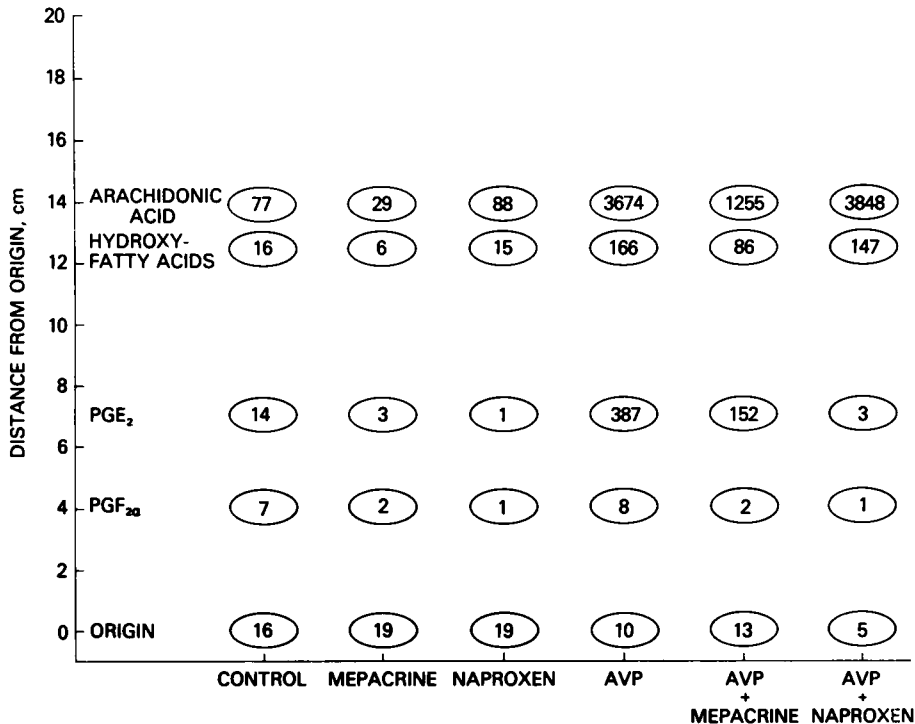 20
18
16
14
12
10
8
6
4
2
0
DISTANCE FROM ORIGIN, cm
ARACHIDONIC
ACID
77 29 88 3674 1255 3848
HYDROXY-
FATTY ACIDS
16 6 15 166 86 147
PGE₂ 14 3 1 387 152 3
PGF₂α 7 2 1 8 2 1
ORIGIN 16 19 19 10 13 5
CONTROL MEPACRINE NAPROXEN AVP
AVP
+
MEPACRINE
AVP
+
NAPROXEN